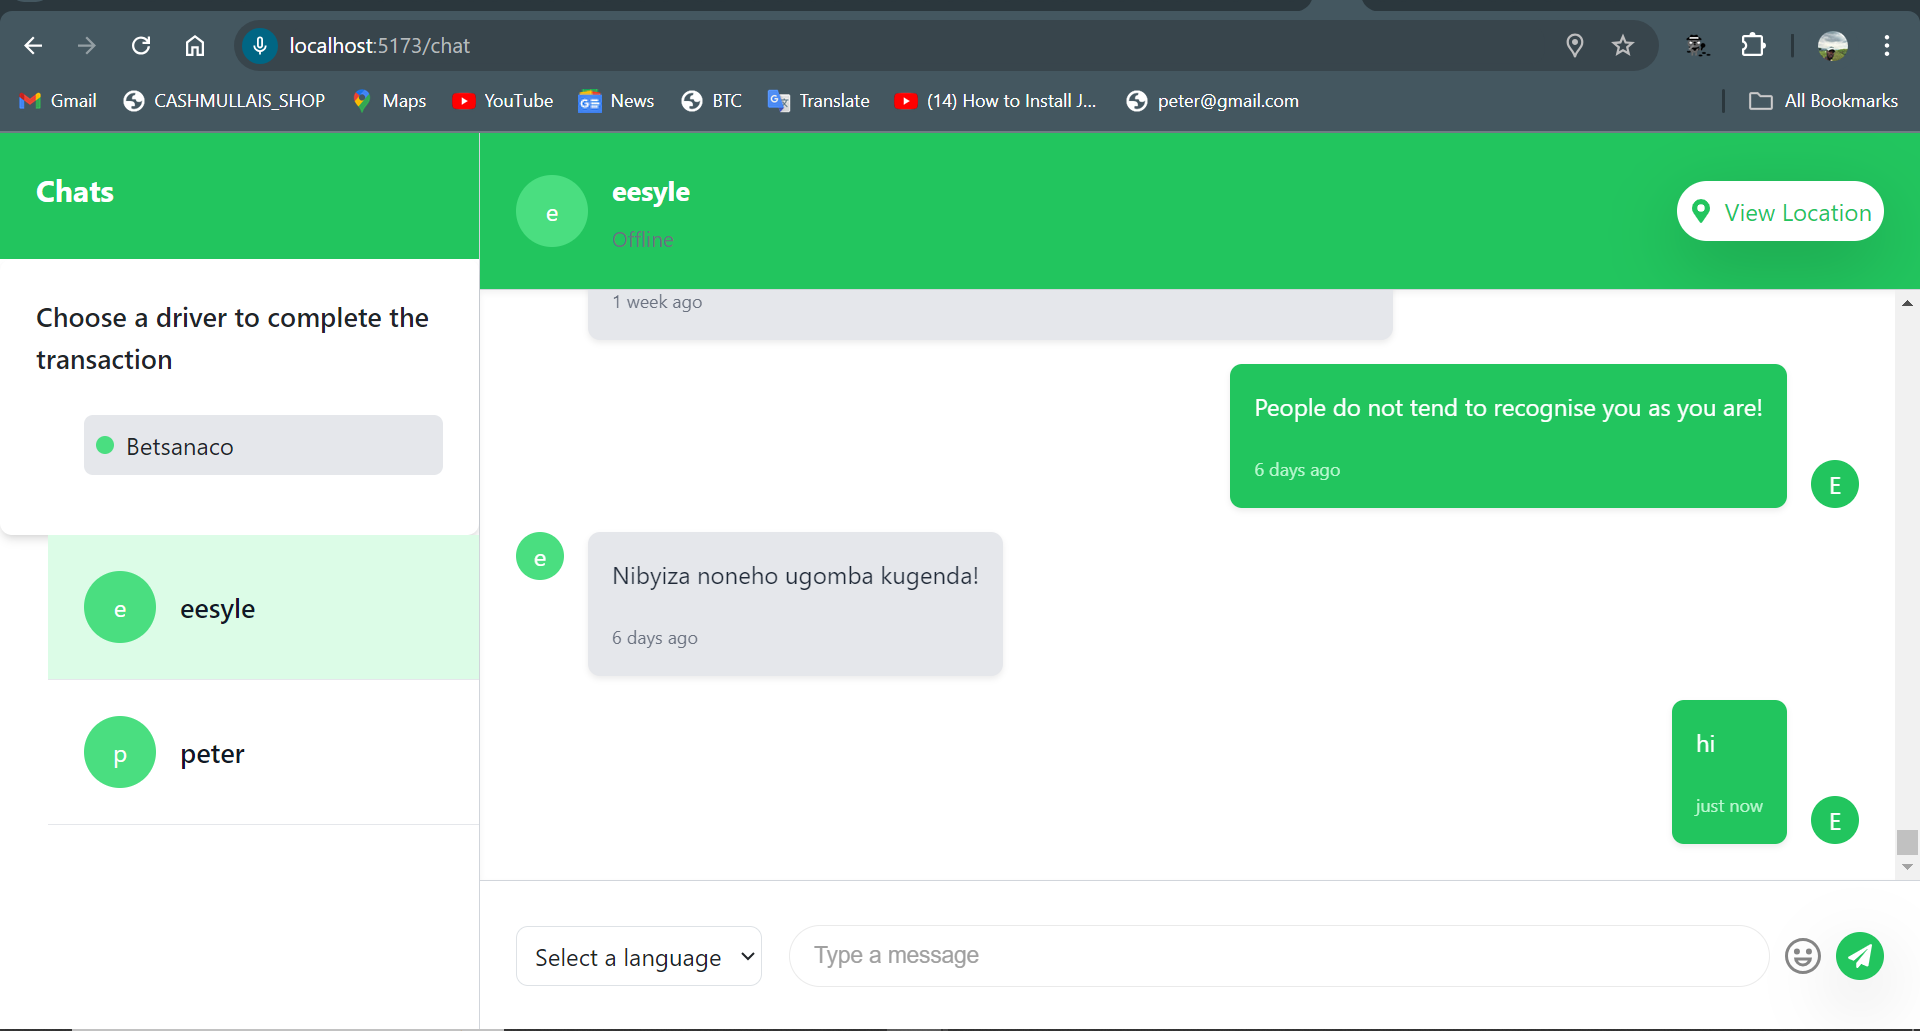 localhost:5173/chat
Gmail
CASHMULLAIS_SHOP
Maps
YouTube
News
BTC
Translate
(14) How to Install J...
peter@gmail.com
All Bookmarks
Chats
Choose a driver to complete the
transaction
Betsanaco
e
eesyle
p
peter
e
eesyle
Offline
View Location
1 week ago
People do not tend to recognise you as you are!
6 days ago
E
e
Nibyiza noneho ugomba kugenda!
6 days ago
hi
just now
E
Select a language
Type a message